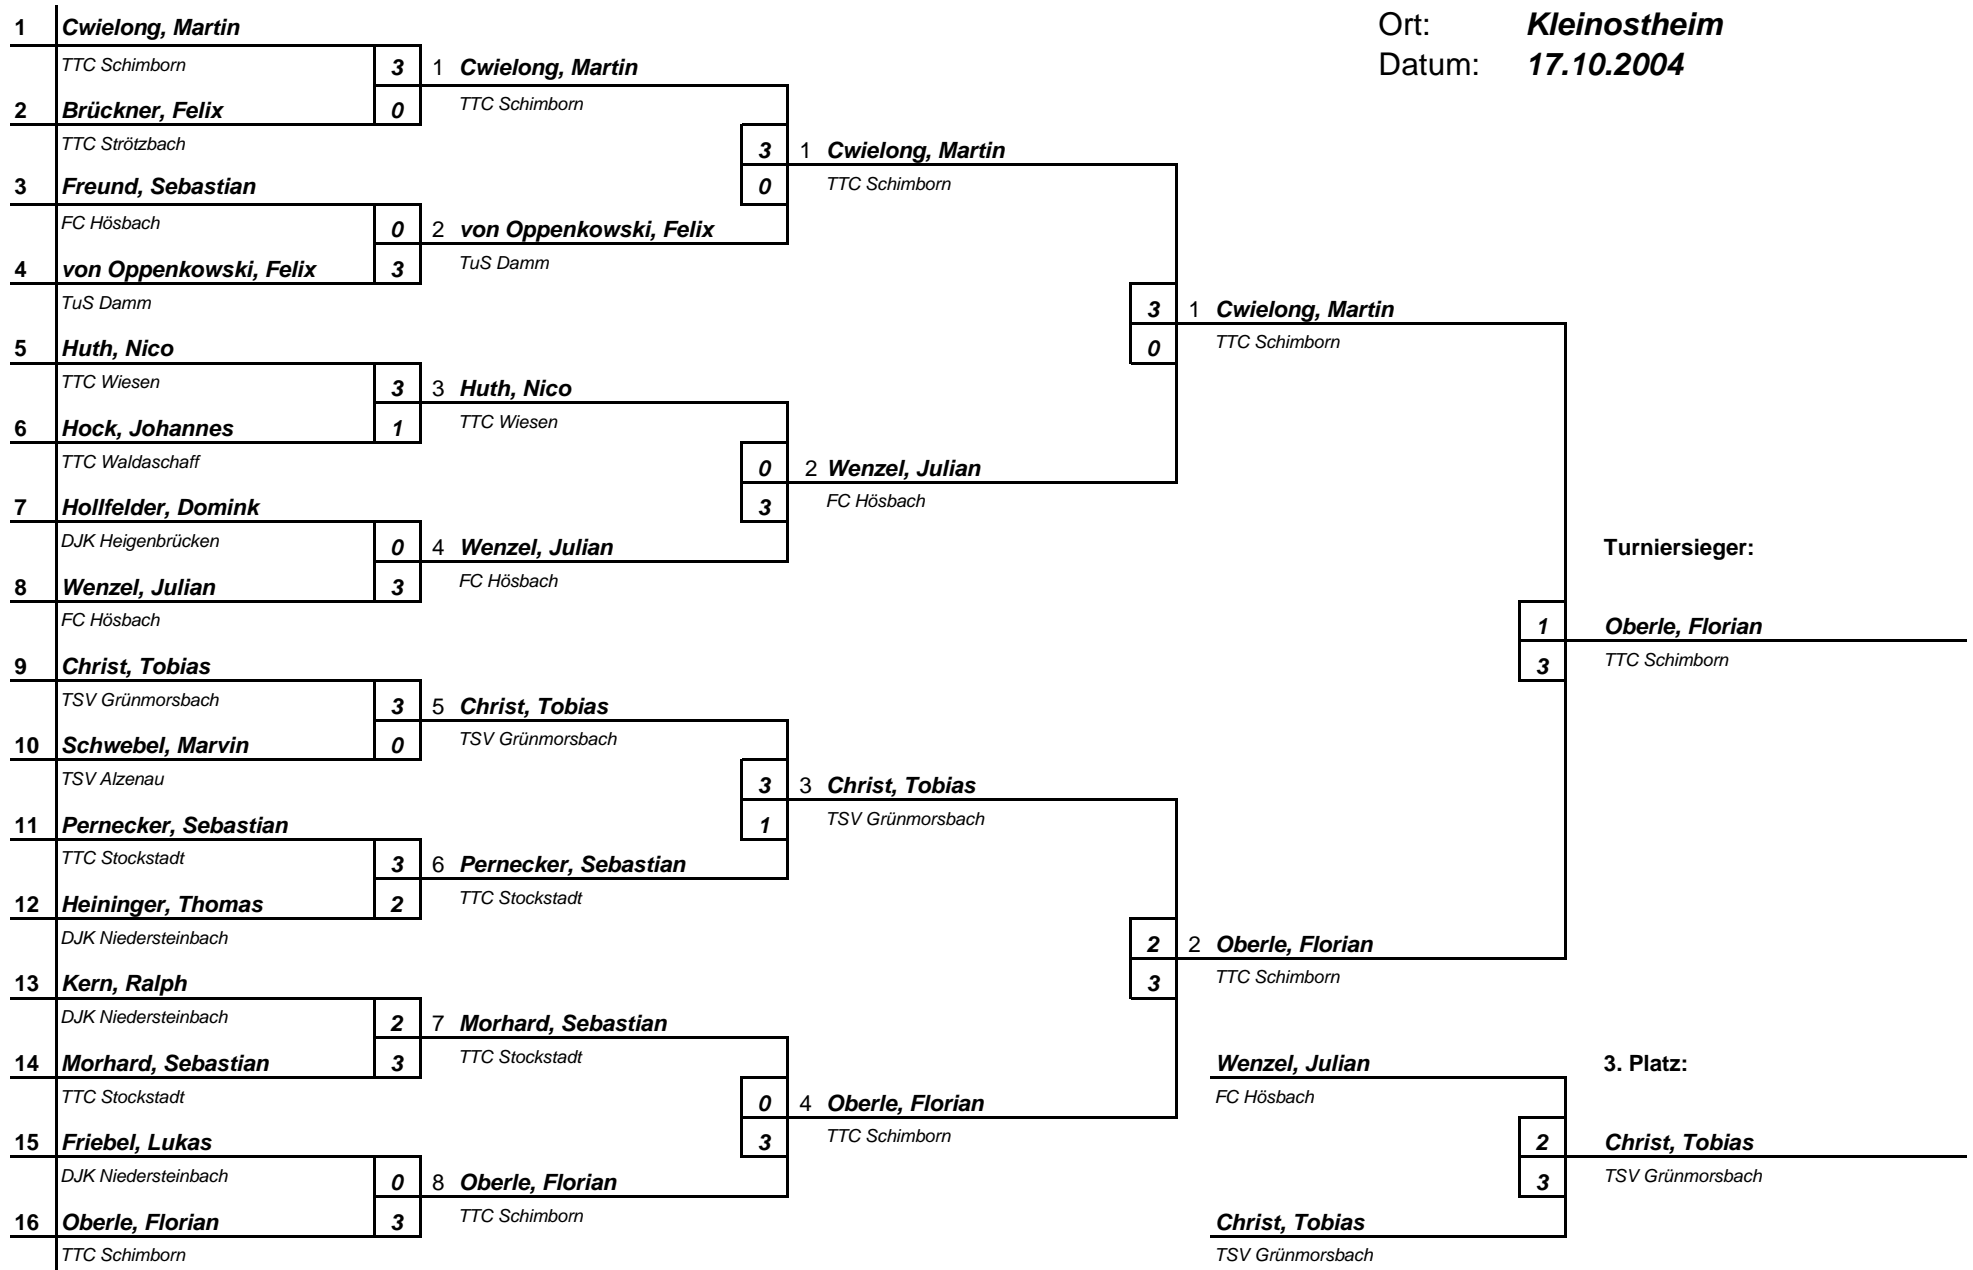 Ort: Kleinostheim
Datum: 17.10.2004
1 Cwielong, Martin
TTC Schimborn
3
2 Brückner, Felix
0
TTC Strötzbach
3 Freund, Sebastian
FC Hösbach
0
4 von Oppenkowski, Felix
3
TuS Damm
5 Huth, Nico
TTC Wiesen
3
6 Hock, Johannes
1
TTC Waldaschaff
7 Hollfelder, Domink
DJK Heigenbrücken
0
8 Wenzel, Julian
3
FC Hösbach
9 Christ, Tobias
TSV Grünmorsbach
3
10 Schwebel, Marvin
0
TSV Alzenau
11 Pernecker, Sebastian
TTC Stockstadt
3
12 Heininger, Thomas
2
DJK Niedersteinbach
13 Kern, Ralph
DJK Niedersteinbach
2
14 Morhard, Sebastian
3
TTC Stockstadt
15 Friebel, Lukas
DJK Niedersteinbach
0
16 Oberle, Florian
3
TTC Schimborn
1 Cwielong, Martin
TTC Schimborn
3
0
2 von Oppenkowski, Felix
TuS Damm
3 Huth, Nico
TTC Wiesen
0
3
4 Wenzel, Julian
FC Hösbach
5 Christ, Tobias
TSV Grünmorsbach
3
1
6 Pernecker, Sebastian
TTC Stockstadt
7 Morhard, Sebastian
TTC Stockstadt
0
3
8 Oberle, Florian
TTC Schimborn
1 Cwielong, Martin
TTC Schimborn
3
0
2 Wenzel, Julian
FC Hösbach
3 Christ, Tobias
TSV Grünmorsbach
2
3
4 Oberle, Florian
TTC Schimborn
1 Cwielong, Martin
TTC Schimborn
1
3
2 Oberle, Florian
TTC Schimborn
Turniersieger:
Oberle, Florian
TTC Schimborn
Wenzel, Julian
FC Hösbach
2
3
Christ, Tobias
TSV Grünmorsbach
3. Platz:
Christ, Tobias
TSV Grünmorsbach